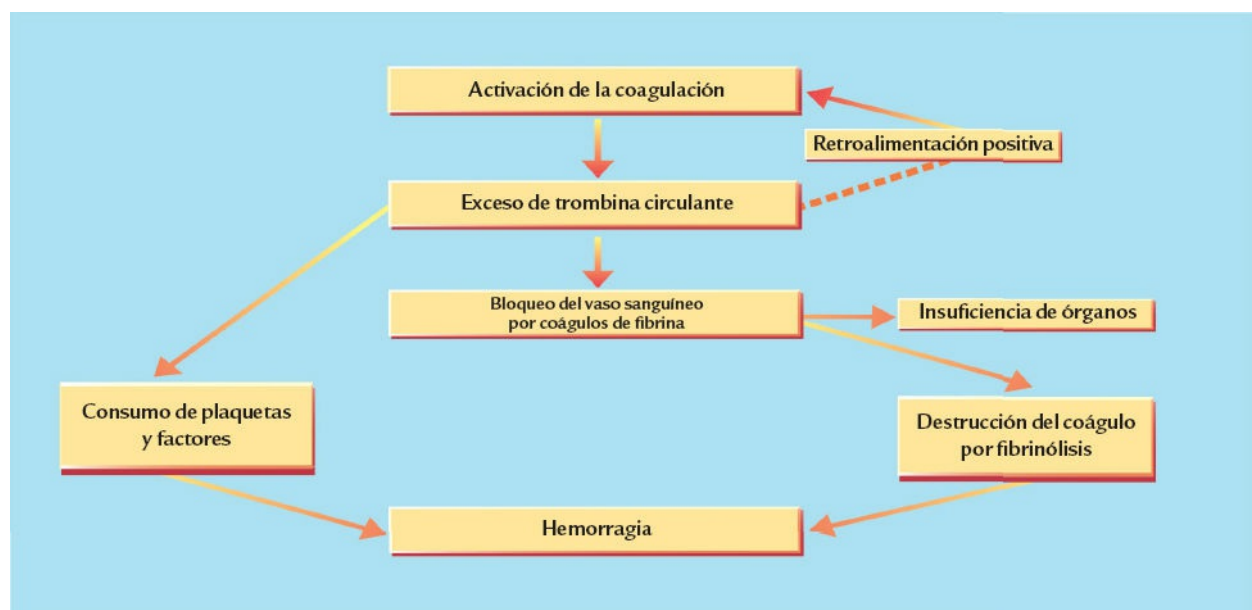 Activación de la coagulación
Retroalimentación positiva
Exceso de trombina circulante
Bloqueo del vaso sanguíneo
por coágulos de fibrina
Insuficiencia de órganos
Consumo de plaquetas
y factores
Destrucción del coágulo
por fibrinólisis
Hemorragia